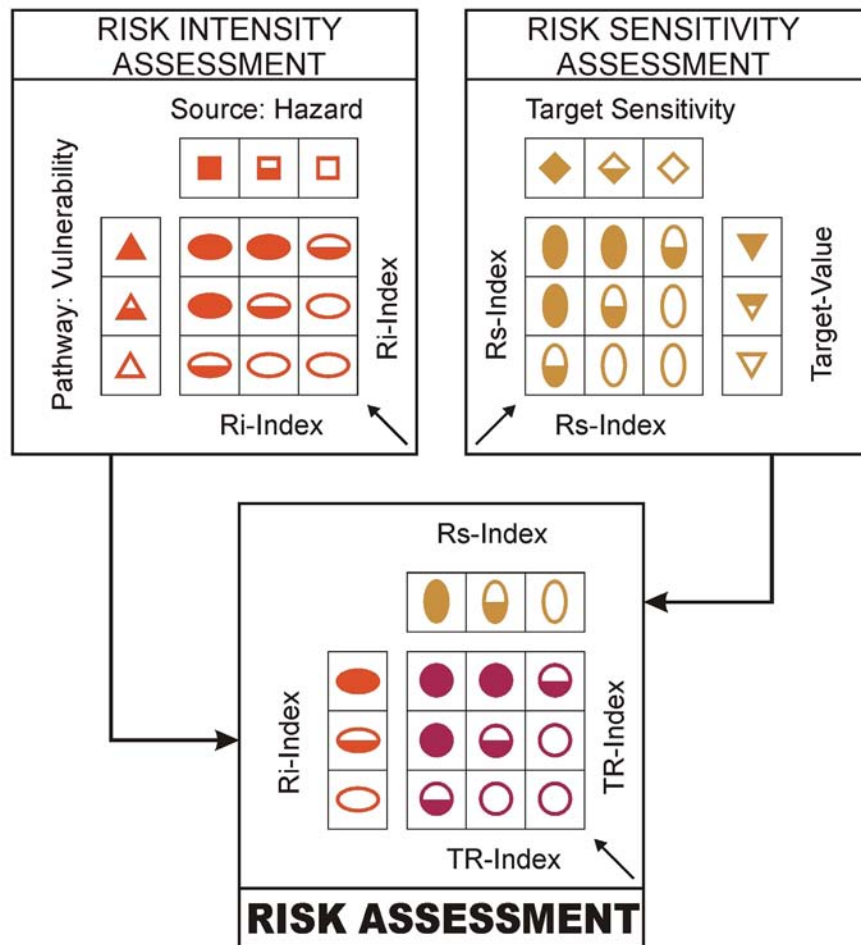 RISK INTENSITY
ASSESSMENT
Source: Hazard
Pathway: Vulnerability
Ri-Index
Ri-Index
RISK SENSITIVITY
ASSESSMENT
Target Sensitivity
Rs-Index
Target-Value
Rs-Index
Rs-Index
Ri-Index
TR-Index
TR-Index
RISK ASSESSMENT